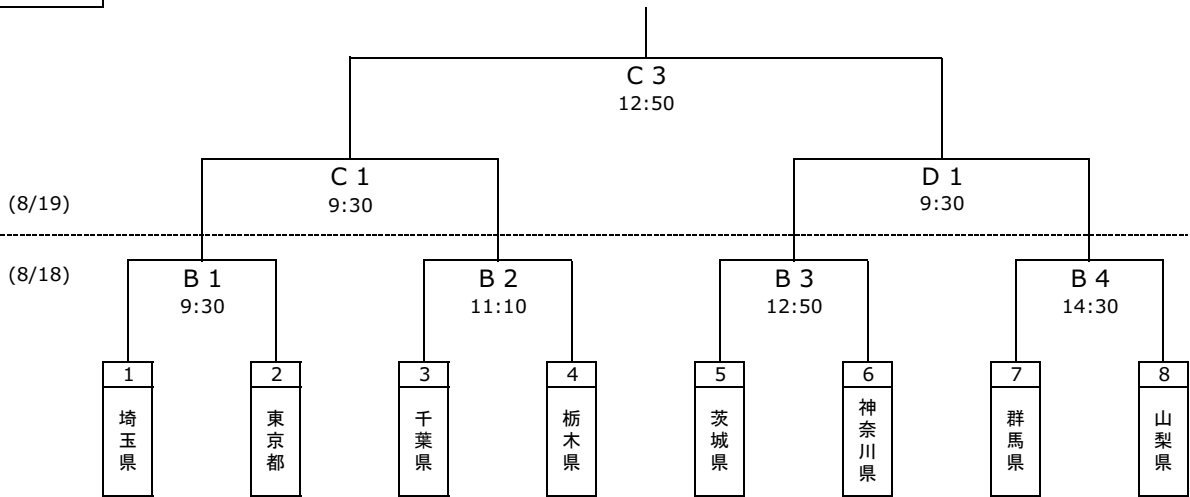 C 3
12:50
C 1
9:30
D 1
9:30
(8/19)
(8/18)
B 1
9:30
B 2
11:10
B 3
12:50
B 4
14:30
1
2
3
4
5
6
7
8
埼玉県
東京都
千葉県
栃木県
茨城県
神奈川県
群馬県
山梨県